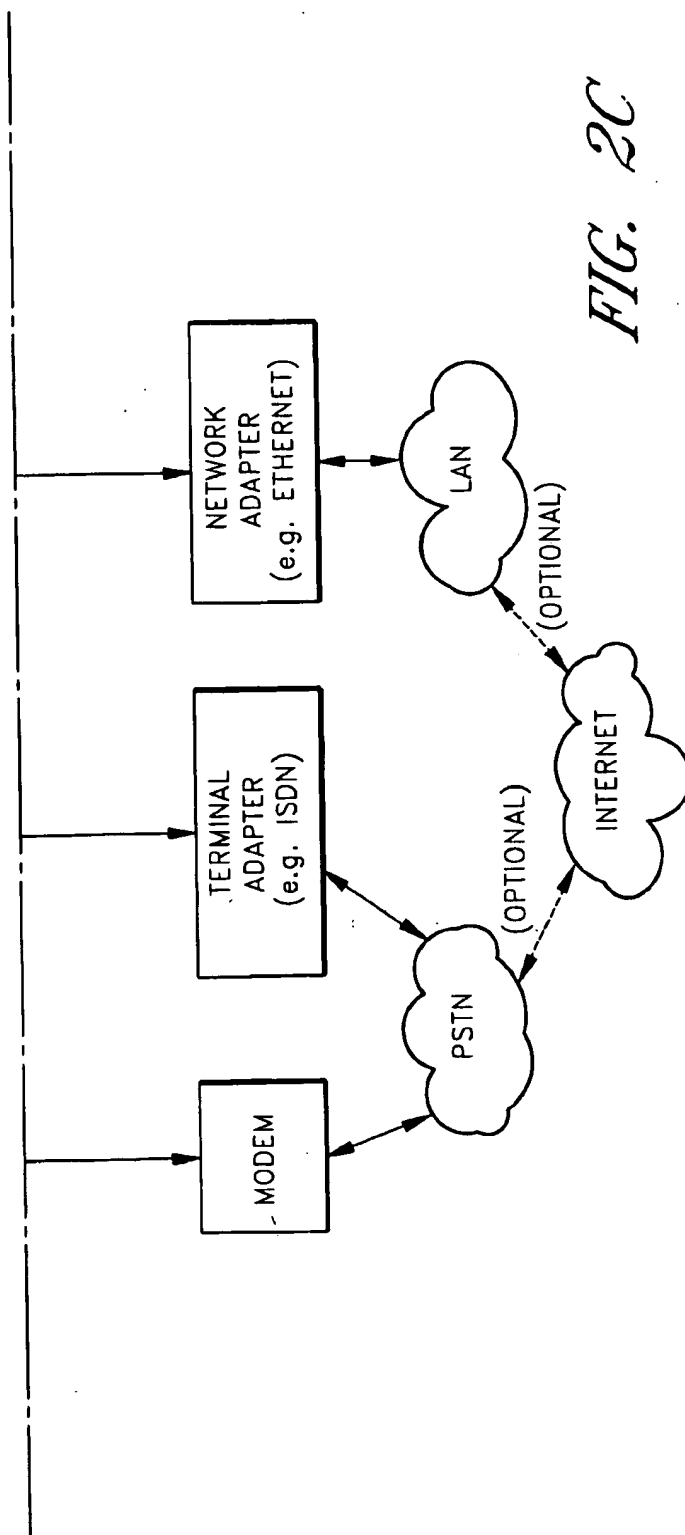 MODEM
TERMINAL
ADAPTER
(e.g. ISDN)
NETWORK
ADAPTER
(e.g. ETHERNET)
PSTN
LAN
(OPTIONAL)
(OPTIONAL)
INTERNET
FIG. 2C